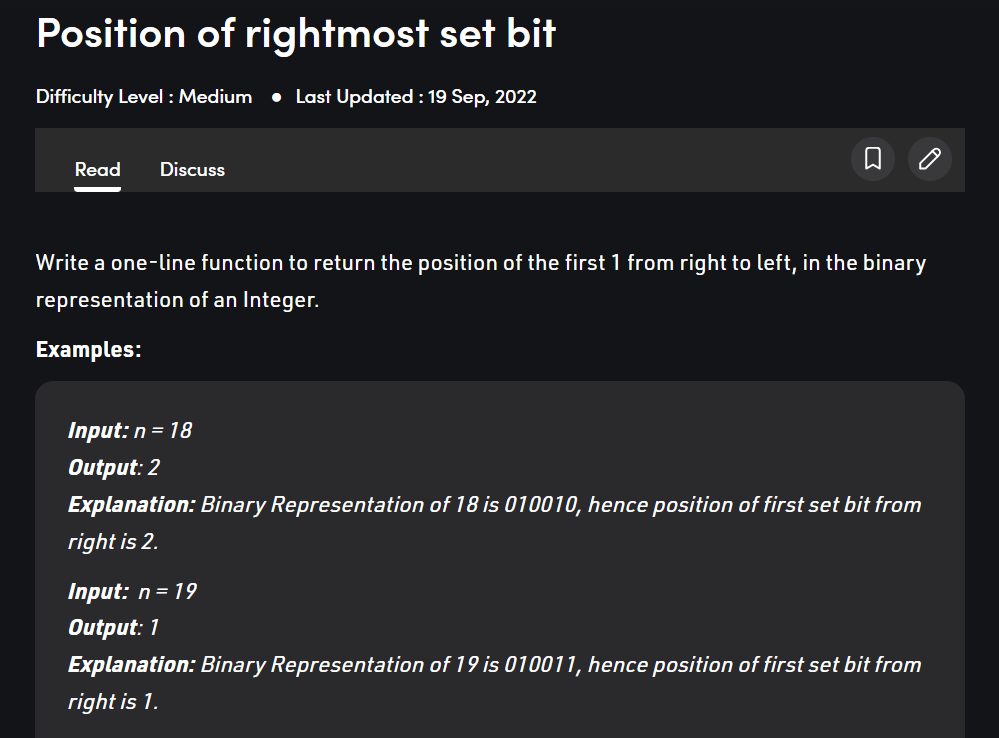 Position of rightmost set bit
Difficulty Level : Medium ● Last Updated : 19 Sep, 2022
Read Discuss
Write a one-line function to return the position of the first 1 from right to left, in the binary
representation of an Integer.
Examples:
Input: n = 18
Output: 2
Explanation: Binary Representation of 18 is 010010, hence position of first set bit from
right is 2.
Input: n = 19
Output: 1
Explanation: Binary Representation of 19 is 010011, hence position of first set bit from
right is 1.